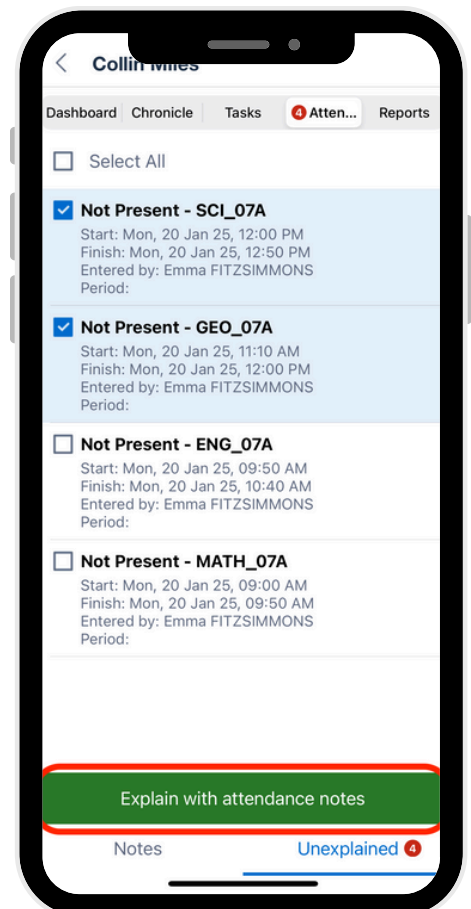 Collin Miles
Dashboard Chronicle Tasks 4 Atten... Reports
Select All
Not Present - SCI_07A
Start: Mon, 20 Jan 25, 12:00 PM
Finish: Mon, 20 Jan 25, 12:50 PM
Entered by: Emma FITZSIMMONS
Period:
Not Present - GEO_07A
Start: Mon, 20 Jan 25, 11:10 AM
Finish: Mon, 20 Jan 25, 12:00 PM
Entered by: Emma FITZSIMMONS
Period:
Not Present - ENG_07A
Start: Mon, 20 Jan 25, 09:50 AM
Finish: Mon, 20 Jan 25, 10:40 AM
Entered by: Emma FITZSIMMONS
Period:
Not Present - MATH_07A
Start: Mon, 20 Jan 25, 09:00 AM
Finish: Mon, 20 Jan 25, 09:50 AM
Entered by: Emma FITZSIMMONS
Period:
Explain with attendance notes
Notes Unexplained 4